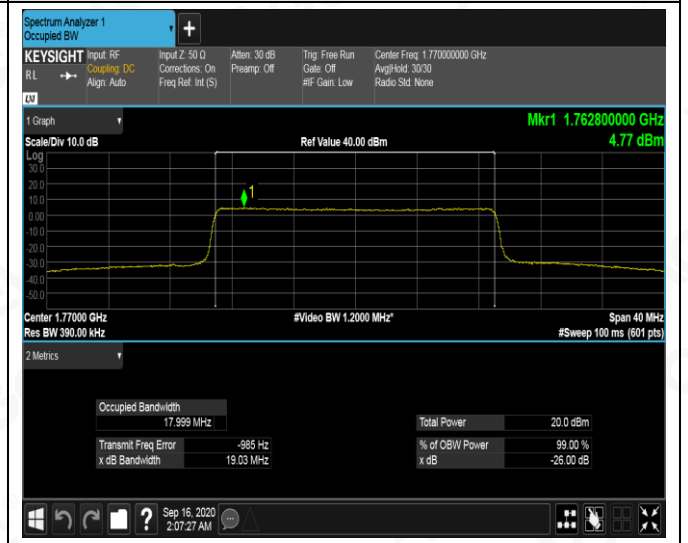 Spectrum Analyzer 1
Occupied BW
KEYSIGHT Input: RF Input Z: 50 Ω Atten: 30 dB Trig: Free Run Center Freq: 1.770000000 GHz
RL Coupling: DC Corrections: On Preamp: Off Gate: Off Avg|Hold: 30/30
Align: Auto Freq Ref: Int (S) #IF Gain: Low Radio Std: None
LXI
1 Graph
Mkr1 1.762800000 GHz
Scale/Div 10.0 dB Ref Value 40.00 dBm 4.77 dBm
Log
30.0
20.0
1
10.0
0.00
-10.0
-20.0
-30.0
-40.0
-50.0
Center 1.77000 GHz #Video BW 1.2000 MHz* Span 40 MHz
Res BW 390.00 kHz #Sweep 100 ms (601 pts)
2 Metrics
Occupied Bandwidth
17.999 MHz Total Power 20.0 dBm
Transmit Freq Error -985 Hz % of OBW Power 99.00 %
x dB Bandwidth 19.03 MHz x dB -26.00 dB
? Sep 16, 2020
2:07:27 AM